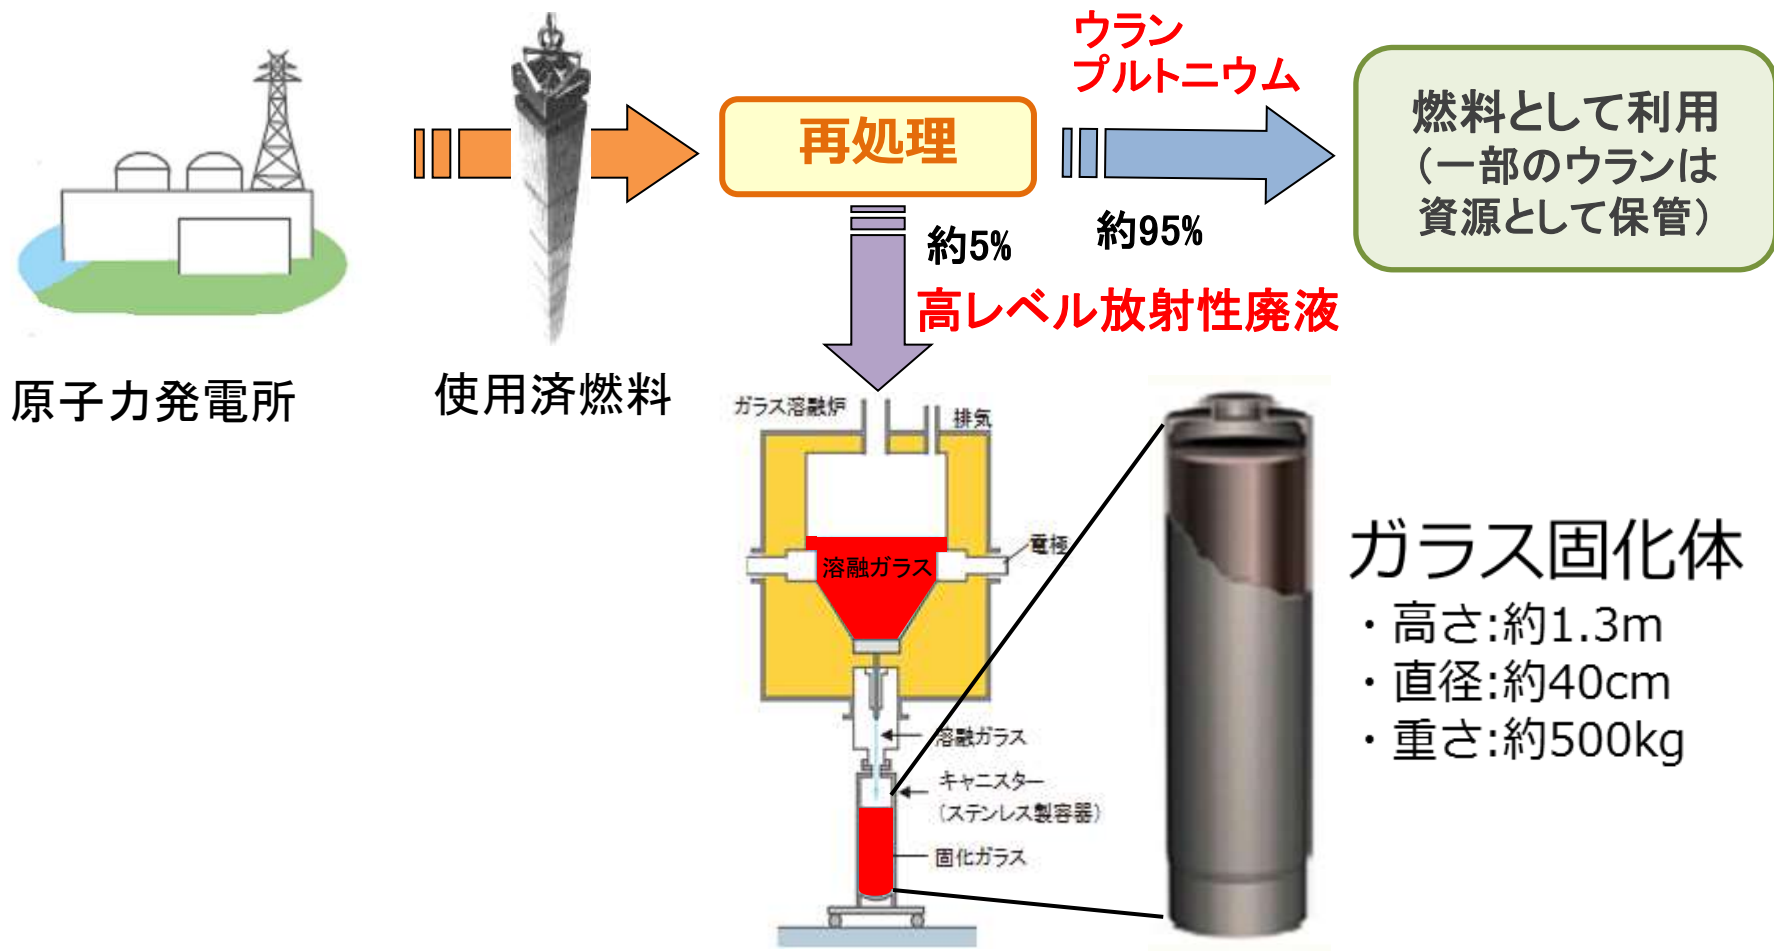 ウラン
プルトニウム
再処理
燃料として利用
（一部のウランは
資源として保管）
約5%
約95%
高レベル放射性廃液
原子力発電所
使用済燃料
ガラス溶融炉
排気
電極
溶融ガラス
ガラス固化体
・高さ:約1.3m
・直径:約40cm
・重さ:約500kg
溶融ガラス
キャニスター
（ステンレス製容器）
固化ガラス